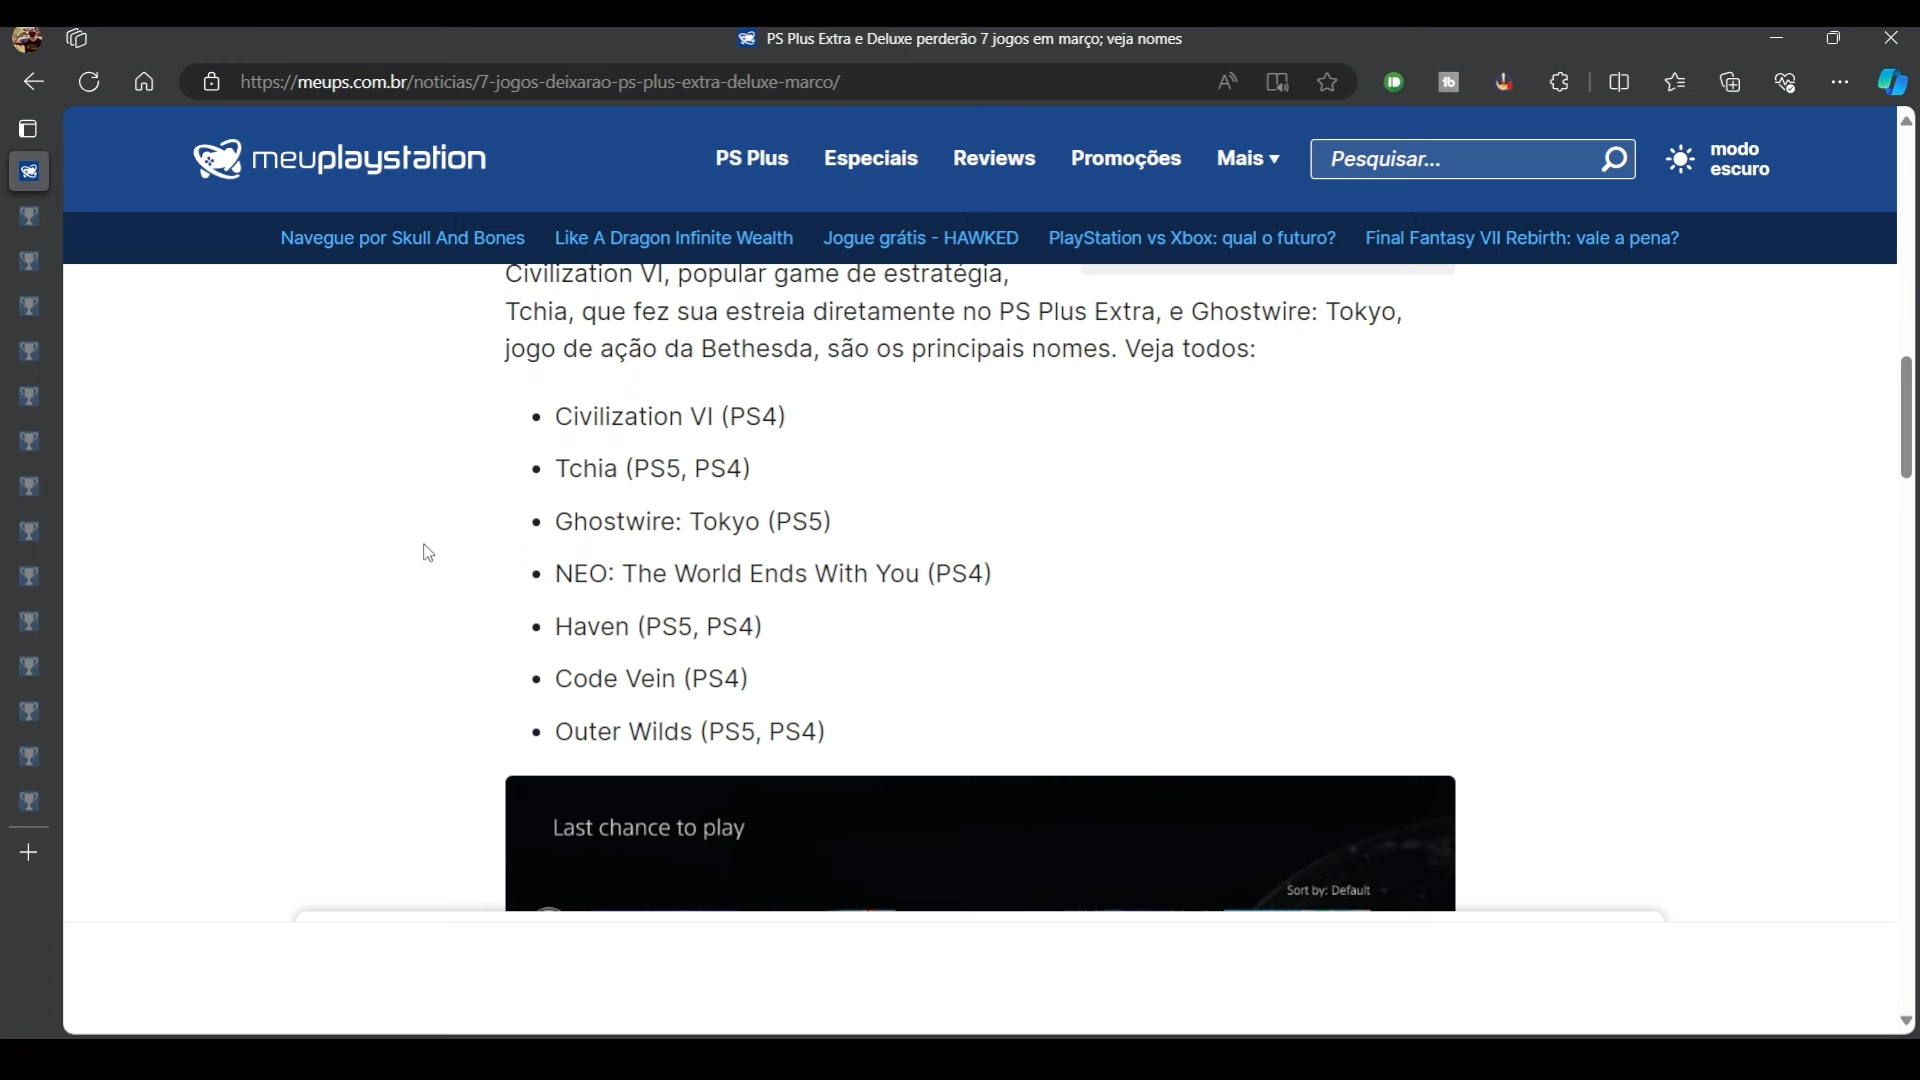 PS Plus Extra e Deluxe perderão 7 jogos em março; veja nomes
https://meups.com.br/noticias/7-jogos-deixarao-ps-plus-extra-deluxe-marco/
meuplaystation
PS Plus Especiais Reviews Promoções Mais ▾ Pesquisar... modo escuro
Navegue por Skull And Bones Like A Dragon Infinite Wealth Jogue grátis - HAWKED PlayStation vs Xbox: qual o futuro? Final Fantasy VII Rebirth: vale a pena?
Civilization VI, popular game de estratégia,
Tchia, que fez sua estreia diretamente no PS Plus Extra, e Ghostwire: Tokyo,
jogo de ação da Bethesda, são os principais nomes. Veja todos:
• Civilization VI (PS4)
• Tchia (PS5, PS4)
• Ghostwire: Tokyo (PS5)
• NEO: The World Ends With You (PS4)
• Haven (PS5, PS4)
• Code Vein (PS4)
• Outer Wilds (PS5, PS4)
Last chance to play
Sort by: Default